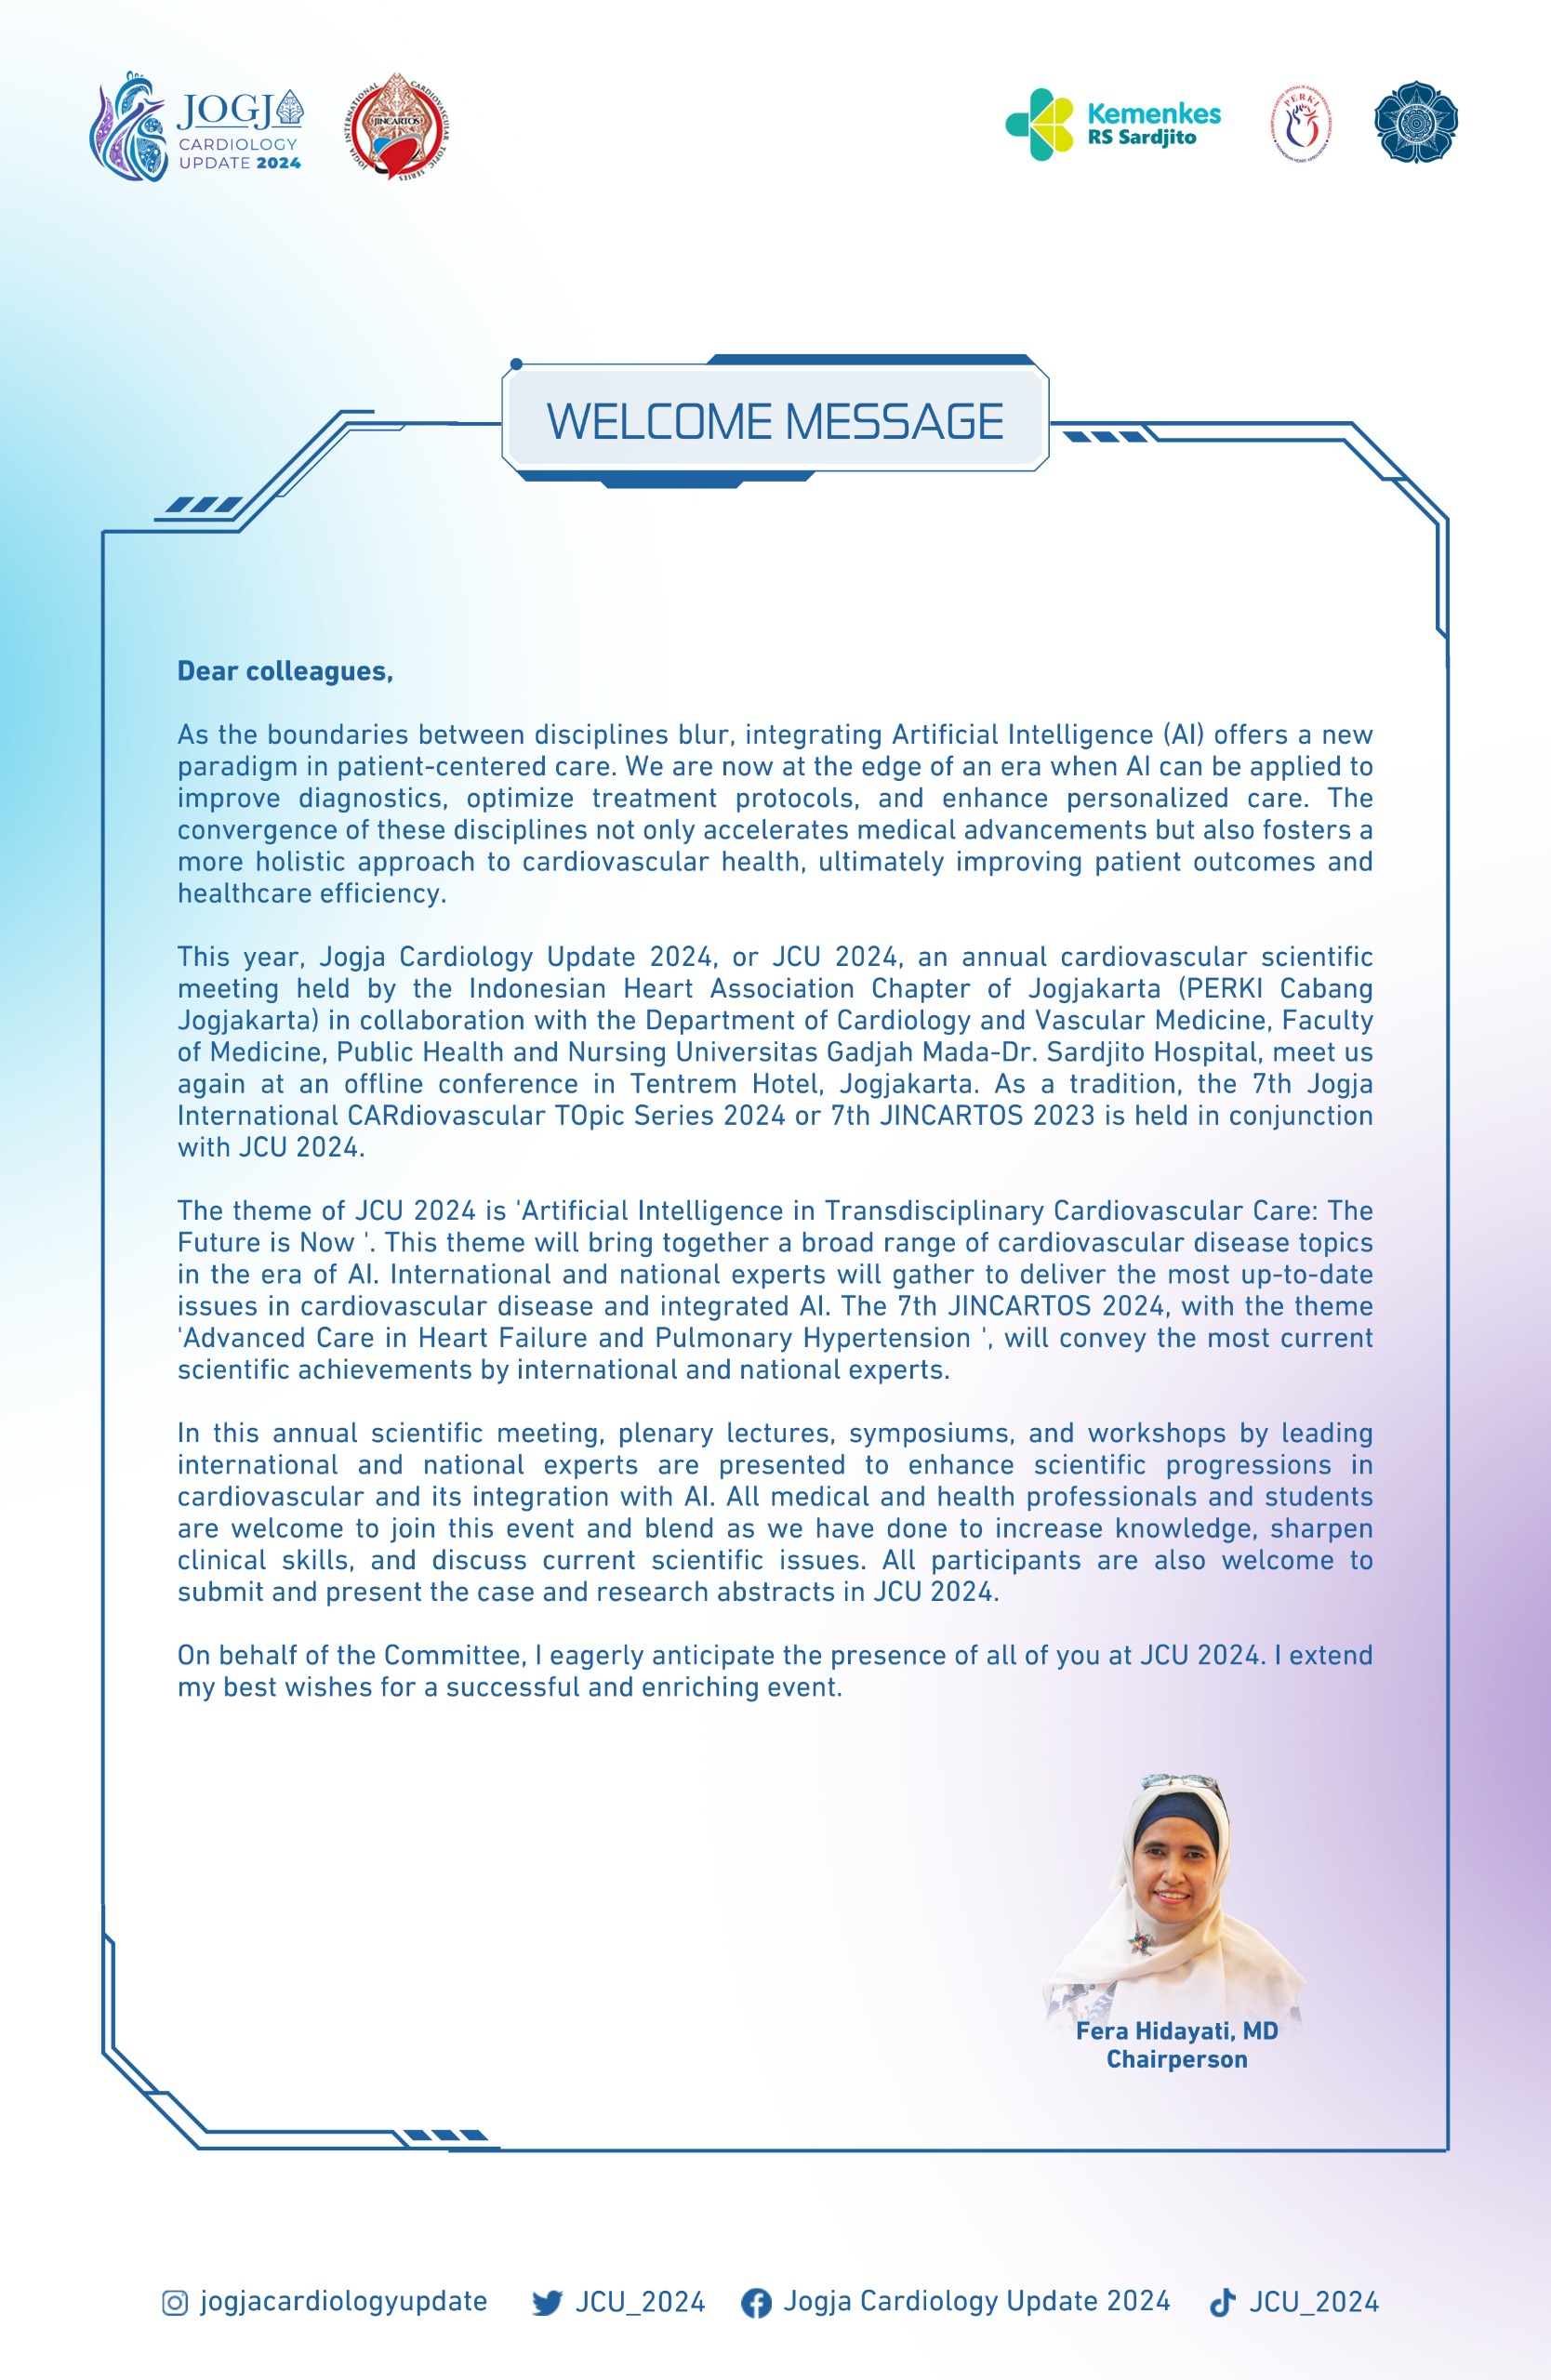 JOGJ
CARDIOLOGY
UPDATE 2024
JOGJA INTERNATIONAL CARDIOVASCULAR TOPIC SERIES
JINCARTOS
Kemenkes
RS Sardjito
PERKI
WELCOME MESSAGE
Dear colleagues,
As the boundaries between disciplines blur, integrating Artificial Intelligence (AI) offers a new
paradigm in patient-centered care. We are now at the edge of an era when AI can be applied to
improve diagnostics, optimize treatment protocols, and enhance personalized care. The
convergence of these disciplines not only accelerates medical advancements but also fosters a
more holistic approach to cardiovascular health, ultimately improving patient outcomes and
healthcare efficiency.
This year, Jogja Cardiology Update 2024, or JCU 2024, an annual cardiovascular scientific
meeting held by the Indonesian Heart Association Chapter of Jogjakarta (PERKI Cabang
Jogjakarta) in collaboration with the Department of Cardiology and Vascular Medicine, Faculty
of Medicine, Public Health and Nursing Universitas Gadjah Mada-Dr. Sardjito Hospital, meet us
again at an offline conference in Tentrem Hotel, Jogjakarta. As a tradition, the 7th Jogja
International CARdiovascular TOpic Series 2024 or 7th JINCARTOS 2023 is held in conjunction
with JCU 2024.
The theme of JCU 2024 is 'Artificial Intelligence in Transdisciplinary Cardiovascular Care: The
Future is Now '. This theme will bring together a broad range of cardiovascular disease topics
in the era of AI. International and national experts will gather to deliver the most up-to-date
issues in cardiovascular disease and integrated AI. The 7th JINCARTOS 2024, with the theme
'Advanced Care in Heart Failure and Pulmonary Hypertension ', will convey the most current
scientific achievements by international and national experts.
In this annual scientific meeting, plenary lectures, symposiums, and workshops by leading
international and national experts are presented to enhance scientific progressions in
cardiovascular and its integration with AI. All medical and health professionals and students
are welcome to join this event and blend as we have done to increase knowledge, sharpen
clinical skills, and discuss current scientific issues. All participants are also welcome to
submit and present the case and research abstracts in JCU 2024.
On behalf of the Committee, I eagerly anticipate the presence of all of you at JCU 2024. I extend
my best wishes for a successful and enriching event.
Fera Hidayati, MD
Chairperson
jogjacardiologyupdate
JCU_2024
Jogja Cardiology Update 2024
JCU_2024